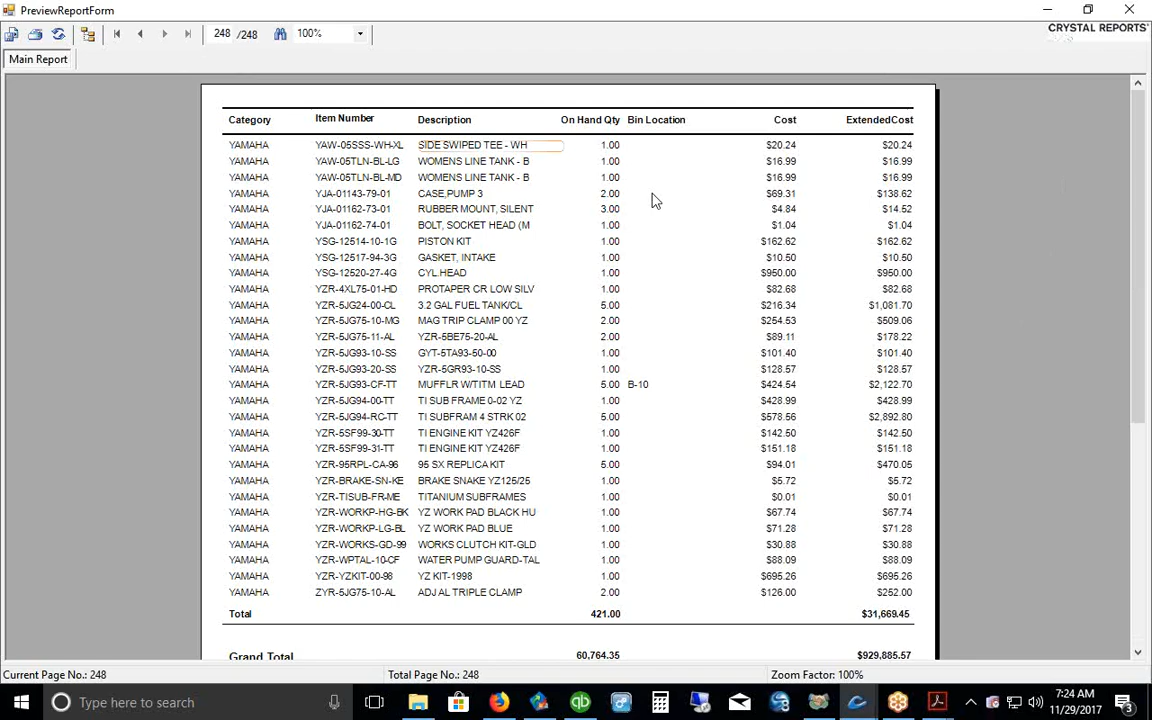 PreviewReportForm
248 /248 100%
CRYSTAL REPORTS
Main Report
Category Item Number Description On Hand Qty Bin Location Cost ExtendedCost
YAMAHA YAW-05SSS-WH-XL SIDE SWIPED TEE - WH 1.00 $20.24 $20.24
YAMAHA YAW-05TLN-BL-LG WOMENS LINE TANK - B 1.00 $16.99 $16.99
YAMAHA YAW-05TLN-BL-MD WOMENS LINE TANK - B 1.00 $16.99 $16.99
YAMAHA YJA-01143-79-01 CASE,PUMP 3 2.00 $69.31 $138.62
YAMAHA YJA-01162-73-01 RUBBER MOUNT, SILENT 3.00 $4.84 $14.52
YAMAHA YJA-01162-74-01 BOLT, SOCKET HEAD (M 1.00 $1.04 $1.04
YAMAHA YSG-12514-10-1G PISTON KIT 1.00 $162.62 $162.62
YAMAHA YSG-12517-94-3G GASKET, INTAKE 1.00 $10.50 $10.50
YAMAHA YSG-12520-27-4G CYL.HEAD 1.00 $950.00 $950.00
YAMAHA YZR-4XL75-01-HD PROTAPER CR LOW SILV 1.00 $82.68 $82.68
YAMAHA YZR-5JG24-00-CL 3.2 GAL FUEL TANK/CL 5.00 $216.34 $1,081.70
YAMAHA YZR-5JG75-10-MG MAG TRIP CLAMP 00 YZ 2.00 $254.53 $509.06
YAMAHA YZR-5JG75-11-AL YZR-5BE75-20-AL 2.00 $89.11 $178.22
YAMAHA YZR-5JG93-10-SS GYT-5TA93-50-00 1.00 $101.40 $101.40
YAMAHA YZR-5JG93-20-SS YZR-5GR93-10-SS 1.00 $128.57 $128.57
YAMAHA YZR-5JG93-CF-TT MUFFLR W/TITM LEAD 5.00 B-10 $424.54 $2,122.70
YAMAHA YZR-5JG94-00-TT TI SUB FRAME 0-02 YZ 1.00 $428.99 $428.99
YAMAHA YZR-5JG94-RC-TT TI SUBFRAM 4 STRK 02 5.00 $578.56 $2,892.80
YAMAHA YZR-5SF99-30-TT TI ENGINE KIT YZ426F 1.00 $142.50 $142.50
YAMAHA YZR-5SF99-31-TT TI ENGINE KIT YZ426F 1.00 $151.18 $151.18
YAMAHA YZR-95RPL-CA-96 95 SX REPLICA KIT 5.00 $94.01 $470.05
YAMAHA YZR-BRAKE-SN-KE BRAKE SNAKE YZ125/25 1.00 $5.72 $5.72
YAMAHA YZR-TISUB-FR-ME TITANIUM SUBFRAMES 1.00 $0.01 $0.01
YAMAHA YZR-WORKP-HG-BK YZ WORK PAD BLACK HU 1.00 $67.74 $67.74
YAMAHA YZR-WORKP-LG-BL YZ WORK PAD BLUE 1.00 $71.28 $71.28
YAMAHA YZR-WORKS-GD-99 WORKS CLUTCH KIT-GLD 1.00 $30.88 $30.88
YAMAHA YZR-WPTAL-10-CF WATER PUMP GUARD-TAL 1.00 $88.09 $88.09
YAMAHA YZR-YZKIT-00-98 YZ KIT-1998 1.00 $695.26 $695.26
YAMAHA ZYR-5JG75-10-AL ADJ AL TRIPLE CLAMP 2.00 $126.00 $252.00
Total 421.00 $31,669.45
Grand Total 60,764.35 $929,885.57
Current Page No.: 248 Total Page No.: 248 Zoom Factor: 100%
Type here to search
7:24 AM
11/29/2017
3